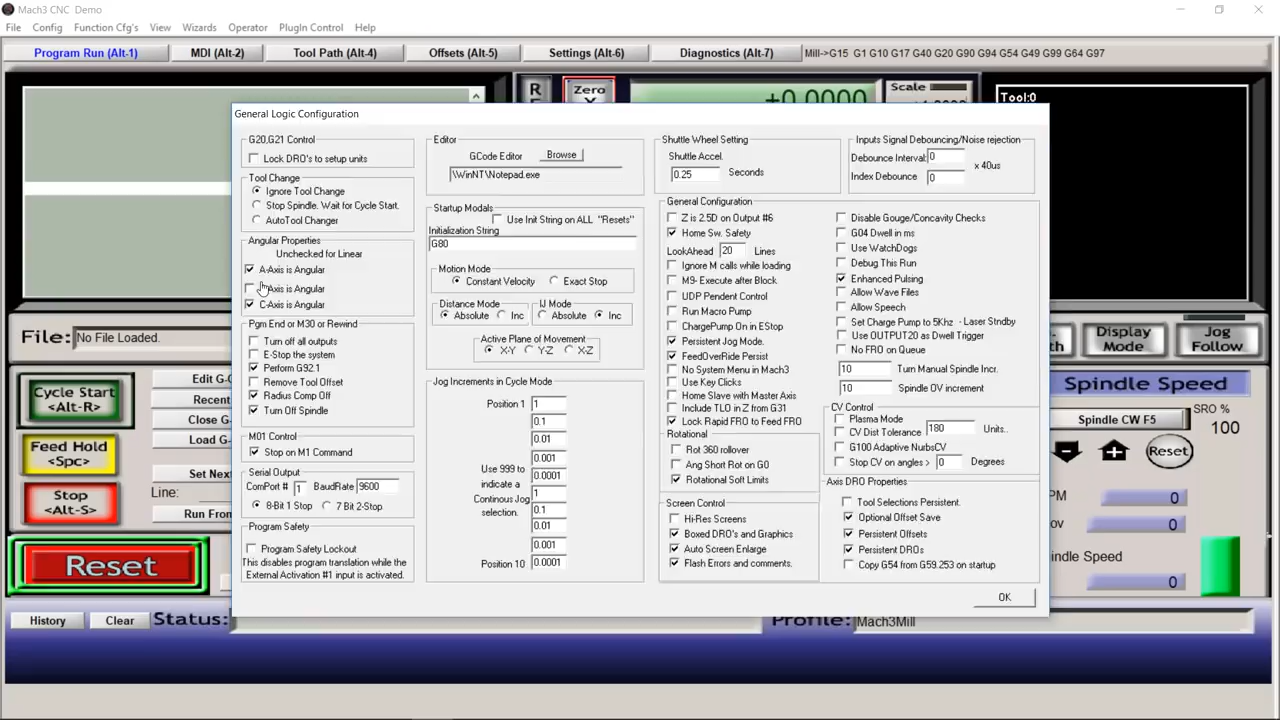 Mach3 CNC Demo
File Config Function Cfg's View Wizards Operator PlugIn Control Help
Program Run (Alt-1) MDI (Alt-2) Tool Path (Alt-4) Offsets (Alt-5) Settings (Alt-6) Diagnostics (Alt-7) Mill->G15 G1 G10 G17 G40 G20 G90 G94 G54 G49 G99 G64 G97
Zero
Scale
Tool:0
General Logic Configuration
G20,G21 Control
Lock DRO's to setup units
Tool Change
Ignore Tool Change
Stop Spindle. Wait for Cycle Start.
AutoTool Changer
Angular Properties
Unchecked for Linear
A-Axis is Angular
Axis is Angular
C-Axis is Angular
Pgm End or M30 or Rewind
Turn off all outputs
E-Stop the system
Perform G92.1
Remove Tool Offset
Radius Comp Off
Turn Off Spindle
M01 Control
Stop on M1 Command
Serial Output
ComPort # 1 BaudRate 9600
8-Bit 1 Stop 7 Bit 2-Stop
Program Safety
Program Safety Lockout
This disables program translation while the
External Activation #1 input is activated.
Editor
GCode Editor Browse
\WinNT\Notepad.exe
Startup Modals
Use Init String on ALL "Resets"
Initialization String
G80
Motion Mode
Constant Velocity Exact Stop
Distance Mode
Absolute Inc
IJ Mode
Absolute Inc
Active Plane of Movement
X-Y Y-Z X-Z
Jog Increments in Cycle Mode
Position 1 1
0.1
0.01
0.001
Use 999 to
indicate a
Continous Jog
selection.
0.0001
1
0.1
0.01
0.001
Position 10 0.0001
Shuttle Wheel Setting
Shuttle Accel.
0.25 Seconds
Inputs Signal Debouncing/Noise rejection
Debounce Interval: 0 x 40us
Index Debounce 0
General Configuration
Z is 2.5D on Output #6
Home Sw. Safety
LookAhead 20 Lines
Ignore M calls while loading
M9- Execute after Block
UDP Pendent Control
Run Macro Pump
ChargePump On in EStop
Persistent Jog Mode.
FeedOveRide Persist
No System Menu in Mach3
Use Key Clicks
Home Slave with Master Axis
Include TLO in Z from G31
Lock Rapid FRO to Feed FRO
Disable Gouge/Concavity Checks
G04 Dwell in ms
Use WatchDogs
Debug This Run
Enhanced Pulsing
Allow Wave Files
Allow Speech
Set Charge Pump to 5Khz - Laser Stndby
Use OUTPUT20 as Dwell Trigger
No FRO on Queue
10 Turn Manual Spindle Incr.
10 Spindle OV increment
Rotational
Rot 360 rollover
Ang Short Rot on G0
Rotational Soft Limits
CV Control
Plasma Mode
CV Dist Tolerance 180 Units..
G100 Adaptive NurbsCV
Stop CV on angles > 0 Degrees
Screen Control
Hi-Res Screens
Boxed DRO's and Graphics
Auto Screen Enlarge
Flash Errors and comments.
Axis DRO Properties
Tool Selections Persistent.
Optional Offset Save
Persistent Offsets
Persistent DROs
Copy G54 from G59.253 on startup
OK
File: No File Loaded.
Cycle Start
<Alt-R>
Feed Hold
<Spc>
Stop
<Alt-S>
Reset
Edit G-
Recent
Close G-
Load G-
Set Next
Line:
Run From
Display
Mode
Jog
Follow
Spindle Speed
Spindle CW F5
SRO %
100
Reset
0
0
Spindle Speed
0
History Clear Status: Profile: Mach3Mill